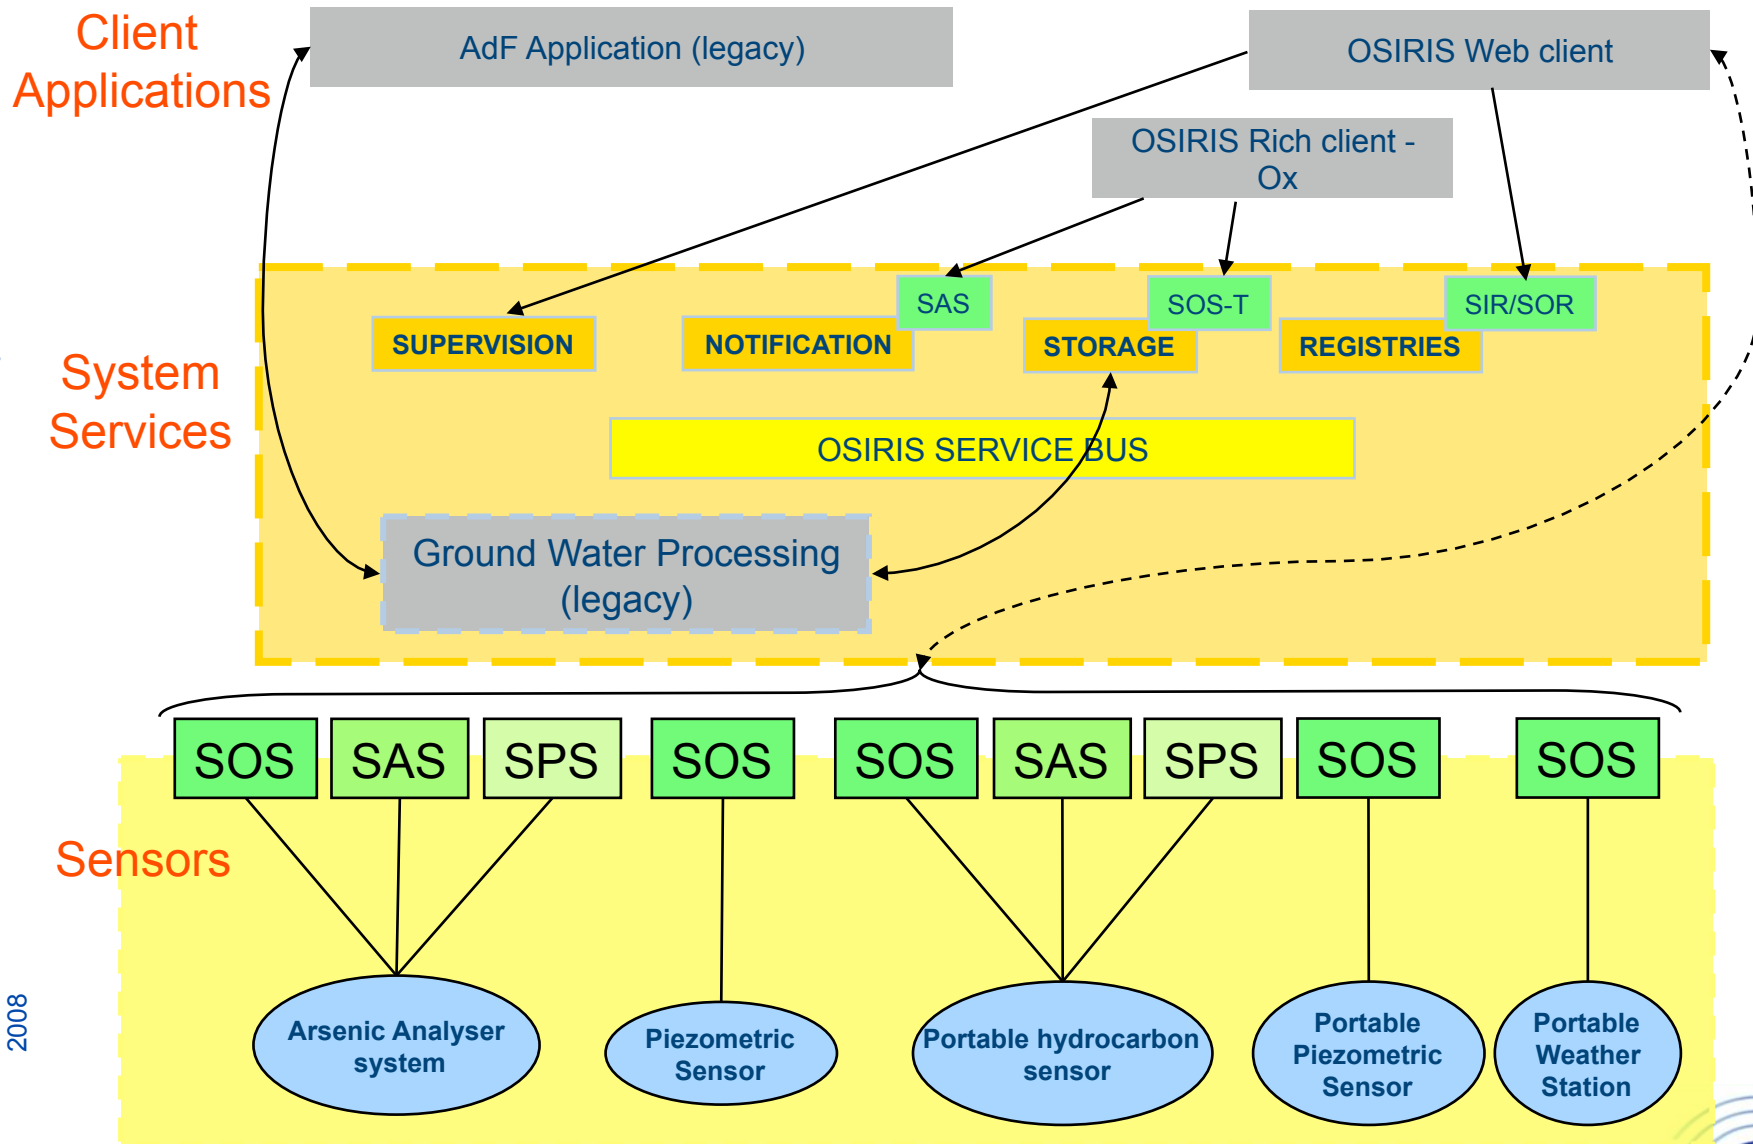 Client
Applications
AdF Application (legacy)
OSIRIS Web client
OSIRIS Rich client -
Ox
System
Services
SAS
SOS-T
SIR/SOR
SUPERVISION
NOTIFICATION
STORAGE
REGISTRIES
OSIRIS SERVICE BUS
Ground Water Processing
(legacy)
Sensors
SOS
SAS
SPS
SOS
SOS
SAS
SPS
SOS
SOS
Arsenic Analyser
system
Piezometric
Sensor
Portable hydrocarbon
sensor
Portable
Piezometric
Sensor
Portable
Weather
Station
2008